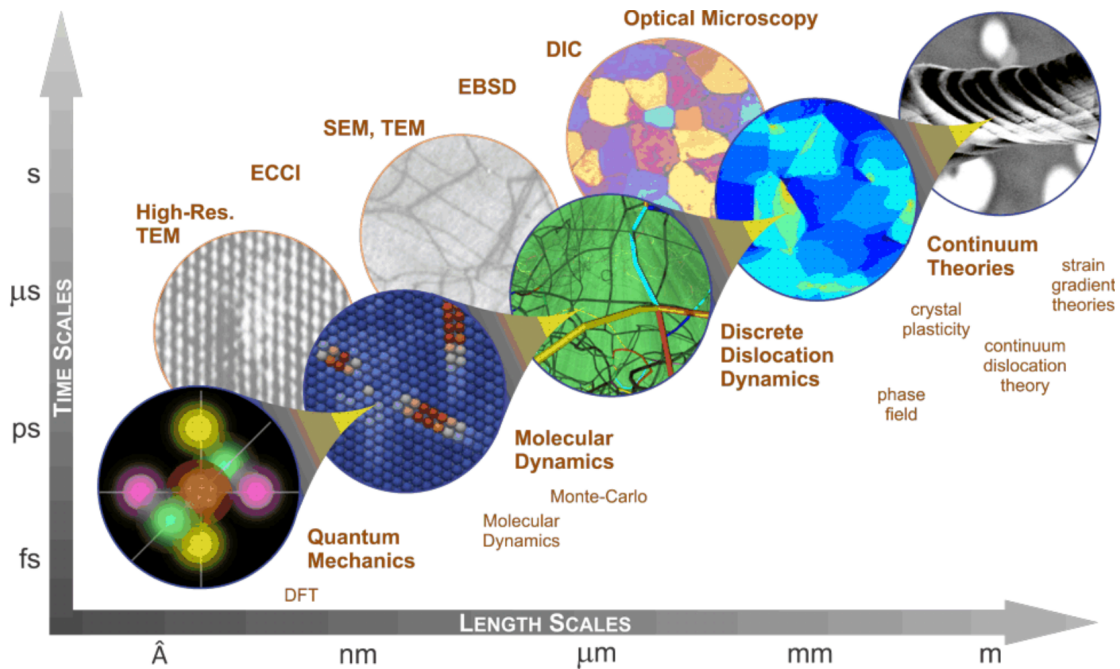 Optical Microscopy
DIC
EBSD
SEM, TEM
ECCI
High-Res.
TEM
s
μs
ps
fs
TIME SCALES
Continuum
Theories
strain
gradient
theories
crystal
plasticity
continuum
dislocation
theory
phase
field
Discrete
Dislocation
Dynamics
Molecular
Dynamics
Monte-Carlo
Molecular
Dynamics
Quantum
Mechanics
DFT
LENGTH SCALES
Â
nm
μm
mm
m